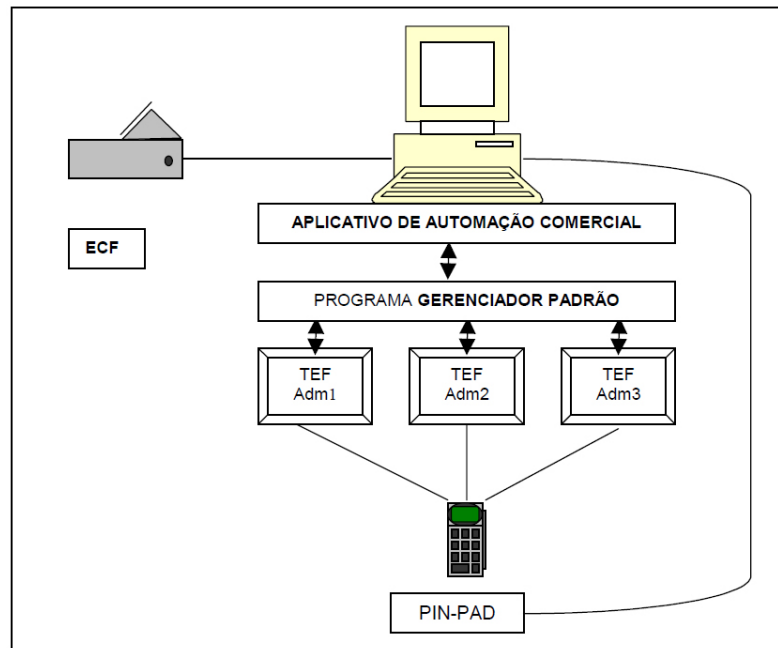 APLICATIVO DE AUTOMAÇÃO COMERCIAL
ECF
PROGRAMA GERENCIADOR PADRÃO
TEF
Adm1
TEF
Adm2
TEF
Adm3
PIN-PAD